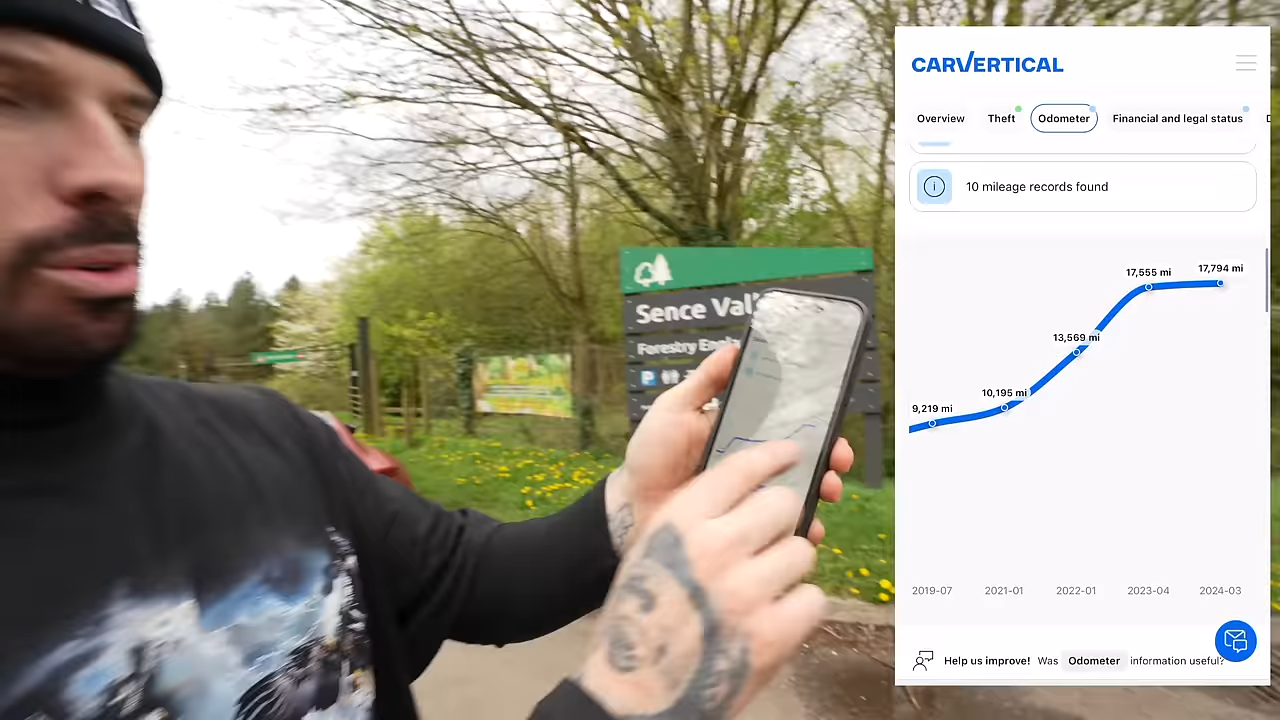 CARVERTICAL
Overview Theft Odometer Financial and legal status
10 mileage records found
9,219 mi
10,195 mi
13,569 mi
17,555 mi
17,794 mi
2019-07 2021-01 2022-01 2023-04 2024-03
Help us improve! Was Odometer information useful?
Sence
Forestry
P